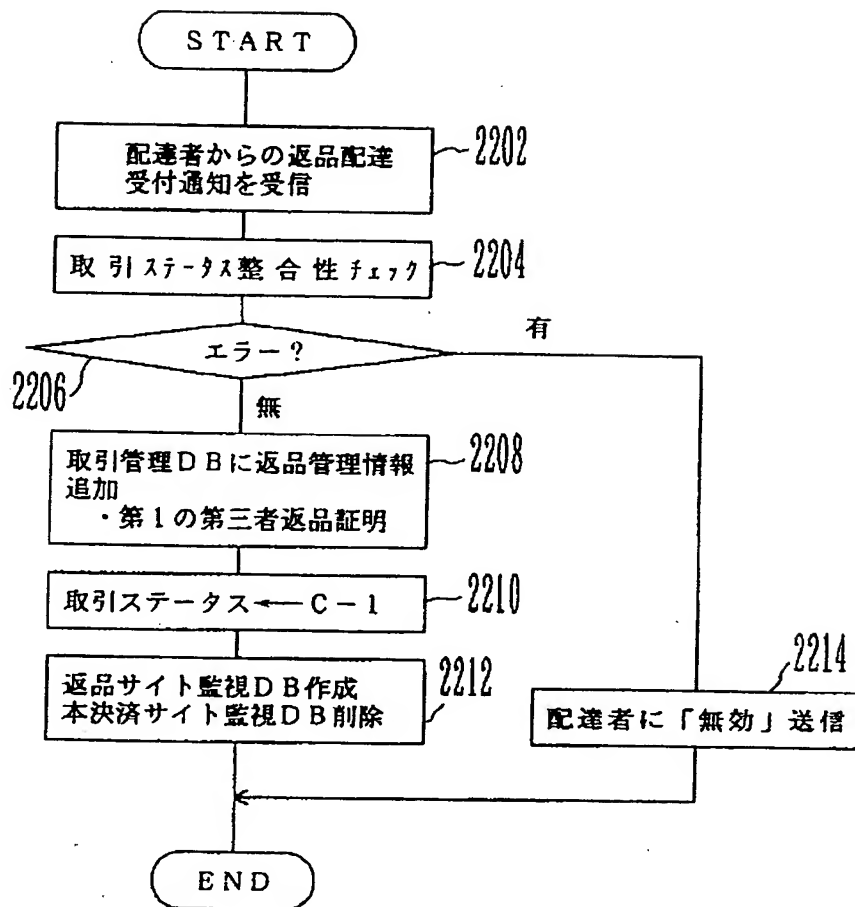 START
配達者からの返品配達
受付通知を受信
2202
取引ステータス整合性チェック
2204
エラー?
有
2206
無
取引管理DBに返品管理情報
追加
・第1の第三者返品証明
2208
取引ステータス←C-1
2210
返品サイト監視DB作成
本決済サイト監視DB削除
2212
2214
配達者に「無効」送信
END